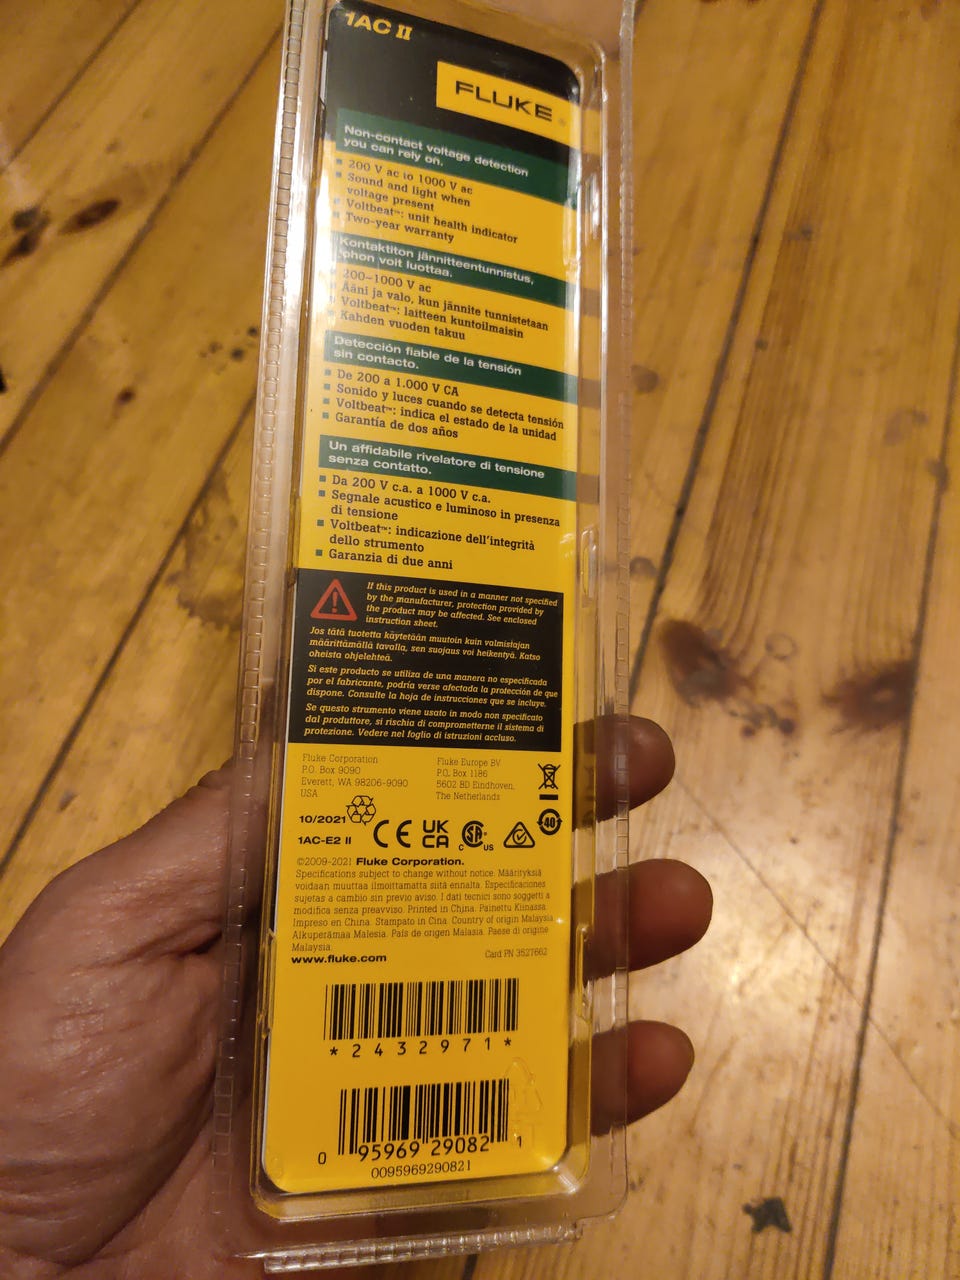 1AC II
FLUKE
Non-contact voltage detection
you can rely on.
200 V ac to 1000 V ac
Sound and light when
voltage present
Voltbeat™: unit health indicator
Two-year warranty
Kontaktiton jännitteentunnistus,
johon voit luottaa.
200–1000 V ac
Ääni ja valo, kun jännite tunnistetaan
Voltbeat™: laitteen kuntoilmaisin
Kahden vuoden takuu
Detección fiable de la tensión
sin contacto.
De 200 a 1.000 V CA
Sonido y luces cuando se detecta tensión
Voltbeat™: indica el estado de la unidad
Garantía de dos años
Un affidabile rivelatore di tensione
senza contatto.
Da 200 V c.a. a 1000 V c.a.
Segnale acustico e luminoso in presenza
di tensione
Voltbeat™: indicazione dell'integrità
dello strumento
Garanzia di due anni
If this product is used in a manner not specified
by the manufacturer, protection provided by
the product may be affected. See enclosed
instruction sheet.
Jos tätä tuotetta käytetään muutoin kuin valmistajan
määrittämällä tavalla, sen suojaus voi heikentyä. Katso
oheista ohjelehteä.
Si este producto se utiliza de una manera no especificada
por el fabricante, podría verse afectada la protección de que
dispone. Consulte la hoja de instrucciones que se incluye.
Se questo strumento viene usato in modo non specificato
dal produttore, si rischia di comprometterne il sistema di
protezione. Vedere nel foglio di istruzioni accluso.
Fluke Corporation
P.O. Box 9090
Everett, WA 98206-9090
USA
Fluke Europe BV
P.O. Box 1186
5602 BD Eindhoven,
The Netherlands
10/2021
1AC-E2 II
CE UK CA C SA US 40
©2009-2021 Fluke Corporation.
Specifications subject to change without notice. Määrityksiä
voidaan muuttaa ilmoittamatta siitä ennalta. Especificaciones
sujetas a cambio sin previo aviso. I dati tecnici sono soggetti a
modifica senza preavviso. Printed in China. Painettu Kiinassa.
Impreso en China. Stampato in Cina. Country of origin Malaysia.
Alkuperämaa Malesia. País de origen Malasia. Paese di origine
Malaysia.
www.fluke.com
Card PN 3527662
*2432971*
0 95969 29082 1
0095969290821